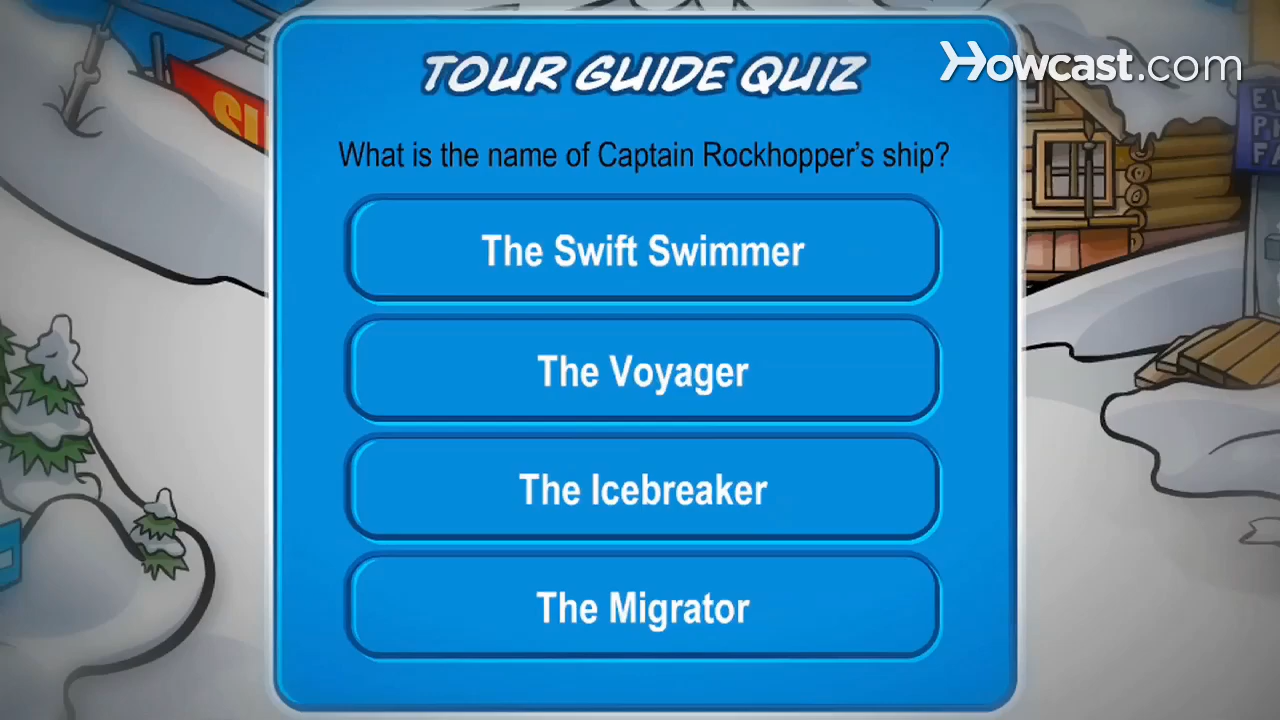 Howcast.com
TOUR GUIDE QUIZ
What is the name of Captain Rockhopper's ship?
The Swift Swimmer
The Voyager
The Icebreaker
The Migrator